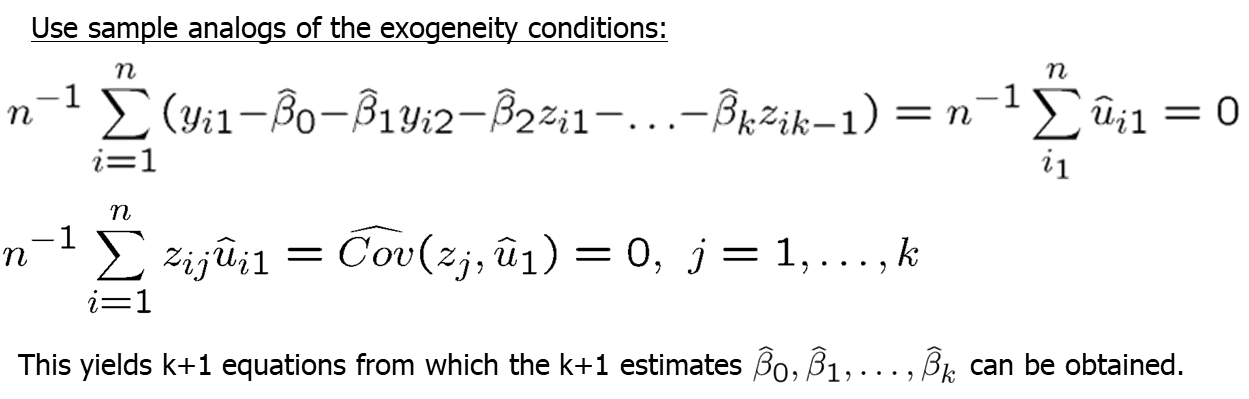 Use sample analogs of the exogeneity conditions:
$n^{-1} \sum_{i=1}^{n} (y_{i1} - \widehat{\beta}_0 - \widehat{\beta}_1 y_{i2} - \widehat{\beta}_2 z_{i1} - \ldots - \widehat{\beta}_k z_{ik-1}) = n^{-1} \sum_{i_1}^{n} \widehat{u}_{i1} = 0$
$n^{-1} \sum_{i=1}^{n} z_{ij} \widehat{u}_{i1} = \widehat{Cov}(z_j, \widehat{u}_1) = 0, \ j = 1, \ldots, k$
This yields k+1 equations from which the k+1 estimates $\widehat{\beta}_0, \widehat{\beta}_1, \ldots, \widehat{\beta}_k$ can be obtained.